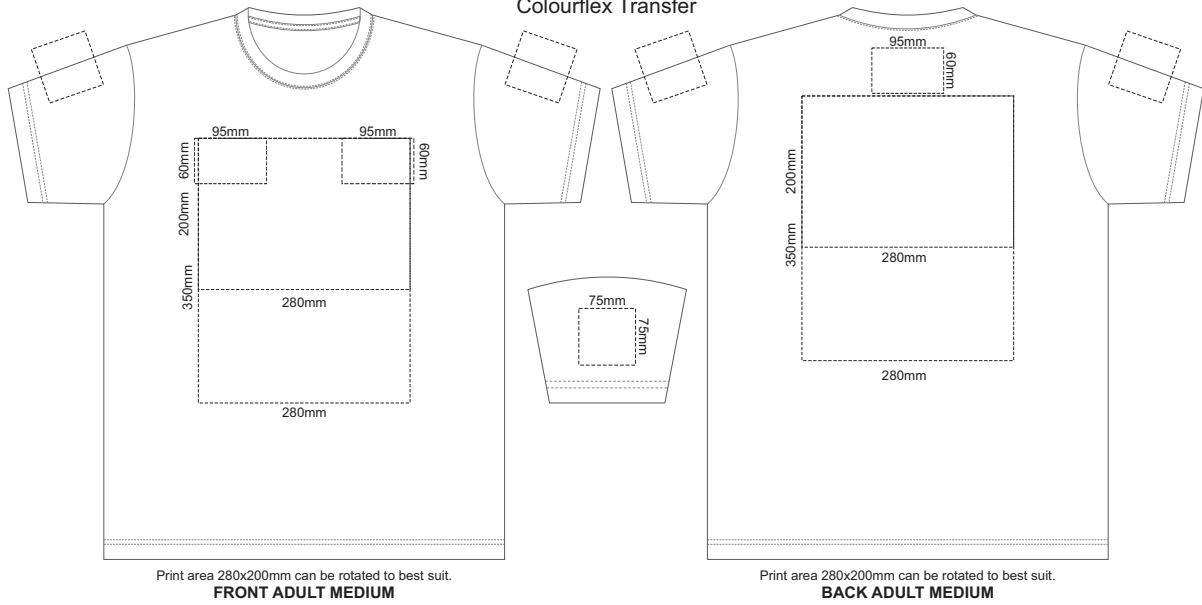 Colourflex Transfer
95mm
95mm
60mm
60mm
200mm
350mm
280mm
280mm
Print area 280x200mm can be rotated to best suit.
FRONT ADULT MEDIUM
75mm
75mm
95mm
60mm
200mm
350mm
280mm
280mm
Print area 280x200mm can be rotated to best suit.
BACK ADULT MEDIUM